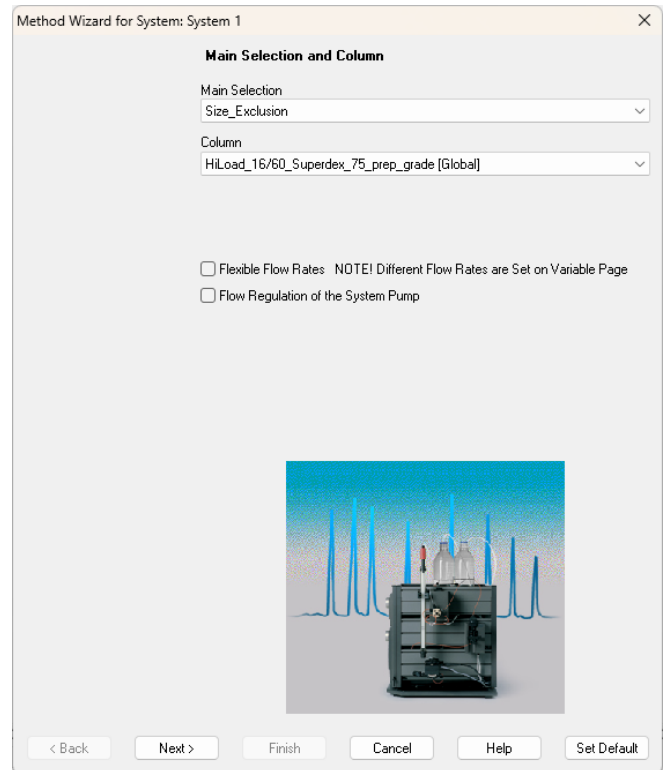 Method Wizard for System: System 1
Main Selection and Column
Main Selection
Size_Exclusion
Column
HiLoad_16/60_Superdex_75_prep_grade [Global]
Flexible Flow Rates NOTE! Different Flow Rates are Set on Variable Page
Flow Regulation of the System Pump
< Back Next > Finish Cancel Help Set Default